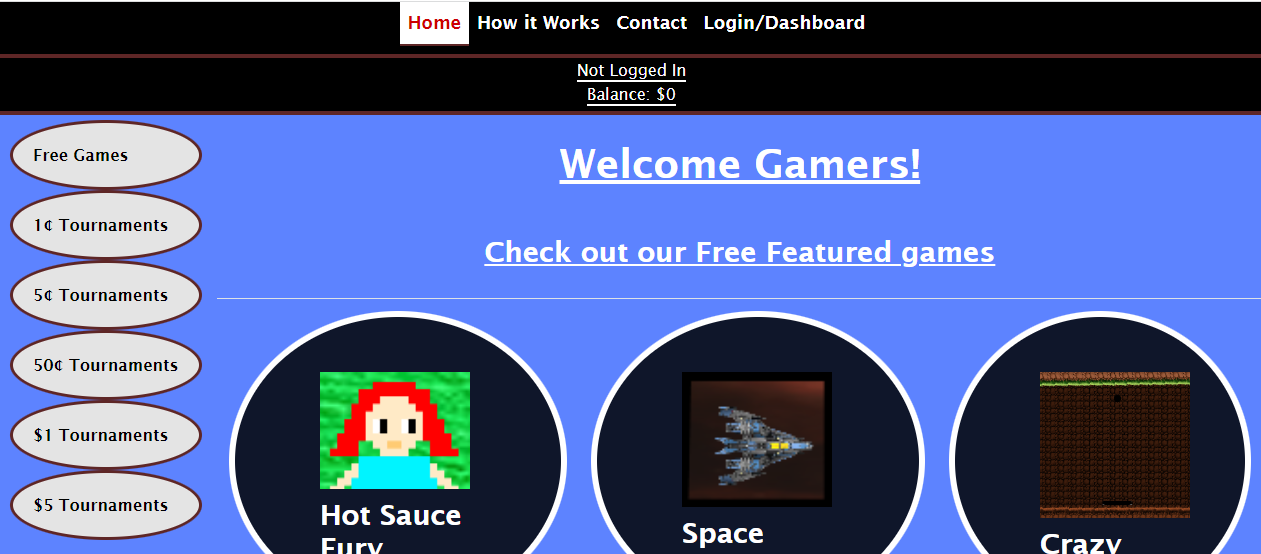 Home How it Works Contact Login/Dashboard
Not Logged In
Balance: $0
Free Games
1¢ Tournaments
5¢ Tournaments
50¢ Tournaments
$1 Tournaments
$5 Tournaments
Welcome Gamers!
Check out our Free Featured games
Hot Sauce
Fury
Space
Crazy